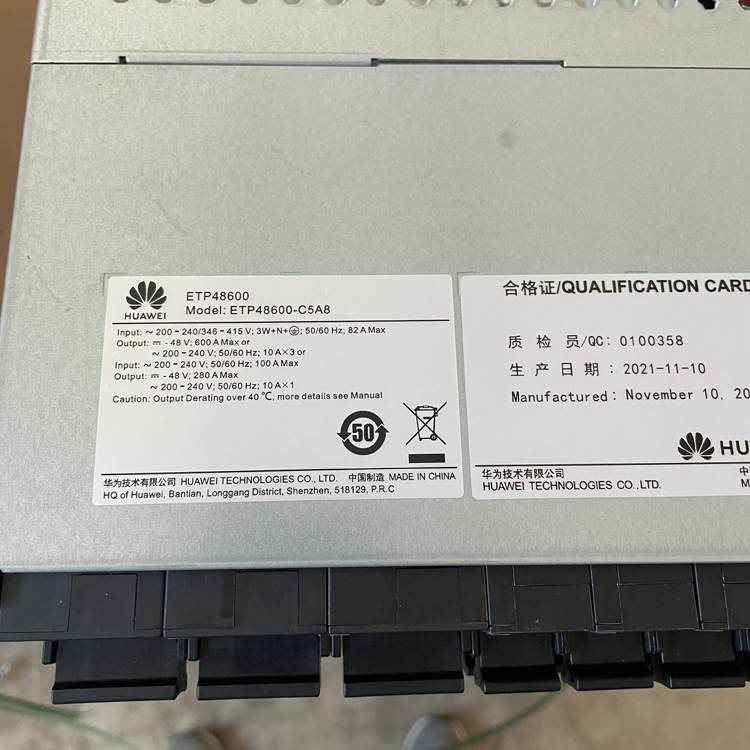 HUAWEI
ETP48600
Model: ETP48600-C5A8
Input: ~ 200 - 240/346 - 415 V; 3W+N+⏚; 50/60 Hz; 82 A Max
Output: ⎓ - 48 V; 600 A Max or
~ 200 - 240 V; 50/60 Hz; 10 A × 3 or
Input: ~ 200 - 240 V; 50/60 Hz; 100 A Max
Output: ⎓ - 48 V; 280 A Max
~ 200 - 240 V; 50/60 Hz; 10 A × 1
Caution: Output Derating over 40 ℃, more details see Manual
50
华为技术有限公司 HUAWEI TECHNOLOGIES CO., LTD. 中国制造 MADE IN CHINA
HQ of Huawei, Bantian, Longgang District, Shenzhen, 518129, P.R.C
合格证/QUALIFICATION CARD
质 检 员/QC: 0100358
生 产 日 期 : 2021-11-10
Manufactured: November 10, 20
HU
华为技术有限公司
HUAWEI TECHNOLOGIES CO., LTD.